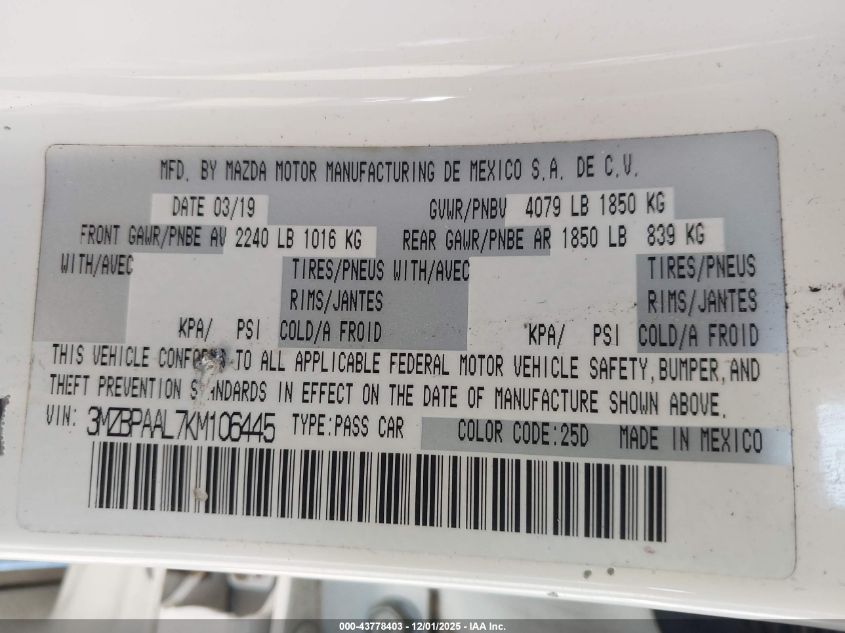 MFD. BY MAZDA MOTOR MANUFACTURING DE MEXICO S.A. DE C.V.
DATE 03/19 GVWR/PNBV 4079 LB 1850 KG
FRONT GAWR/PNBE AV 2240 LB 1016 KG REAR GAWR/PNBE AR 1850 LB 839 KG
WITH/AVEC TIRES/PNEUS WITH/AVEC TIRES/PNEUS
RIMS/JANTES RIMS/JANTES
KPA/ PSI COLD/A FROID KPA/ PSI COLD/A FROID
THIS VEHICLE CONFORMS TO ALL APPLICABLE FEDERAL MOTOR VEHICLE SAFETY, BUMPER, AND
THEFT PREVENTION STANDARDS IN EFFECT ON THE DATE OF MANUFACTURE SHOWN ABOVE.
VIN: 3MZBPAAL7KM106445 TYPE:PASS CAR COLOR CODE:25D MADE IN MEXICO
000-43778403 - 12/01/2025 - IAA Inc.